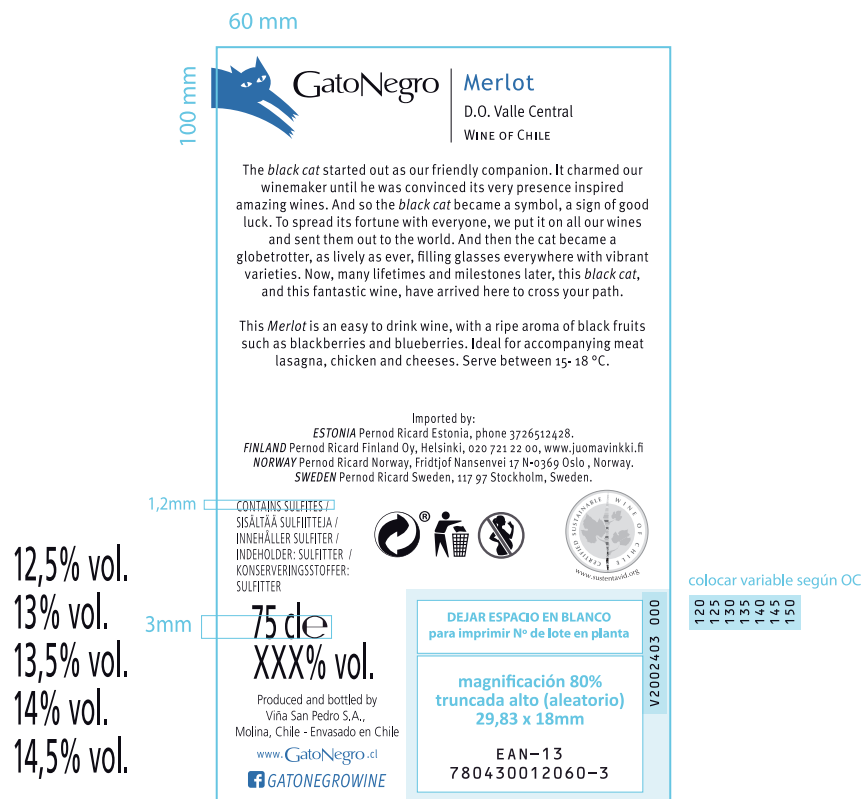 60 mm
100 mm
GatoNegro
Merlot
D.O. Valle Central
WINE OF CHILE
The black cat started out as our friendly companion. It charmed our
winemaker until he was convinced its very presence inspired
amazing wines. And so the black cat became a symbol, a sign of good
luck. To spread its fortune with everyone, we put it on all our wines
and sent them out to the world. And then the cat became a
globetrotter, as lively as ever, filling glasses everywhere with vibrant
varieties. Now, many lifetimes and milestones later, this black cat,
and this fantastic wine, have arrived here to cross your path.
This Merlot is an easy to drink wine, with a ripe aroma of black fruits
such as blackberries and blueberries. Ideal for accompanying meat
lasagna, chicken and cheeses. Serve between 15- 18 °C.
Imported by:
ESTONIA Pernod Ricard Estonia, phone 3726512428.
FINLAND Pernod Ricard Finland Oy, Helsinki, 020 721 22 00, www.juomavinkki.fi
NORWAY Pernod Ricard Norway, Fridtjof Nansenvei 17 N-0369 Oslo , Norway.
SWEDEN Pernod Ricard Sweden, 117 97 Stockholm, Sweden.
1,2mm
CONTAINS SULFITES /
SISÄLTÄÄ SULFIITTEJA /
INNEHÅLLER SULFITER /
INDEHOLDER: SULFITTER /
KONSERVERINGSSTOFFER:
SULFITTER
®
CERTIFIED SUSTAINABLE WINE OF CHILE
www.sustentavid.org
12,5% vol.
13% vol.
13,5% vol.
14% vol.
14,5% vol.
3mm
75 cl e
XXX% vol.
Produced and bottled by
Viña San Pedro S.A.,
Molina, Chile - Envasado en Chile
www.GatoNegro.cl
GATONEGROWINE
DEJAR ESPACIO EN BLANCO
para imprimir Nº de lote en planta
magnificación 80%
truncada alto (aleatorio)
29,83 x 18mm
EAN-13
780430012060-3
V2002403 000
colocar variable según OC
120
125
130
135
140
145
150